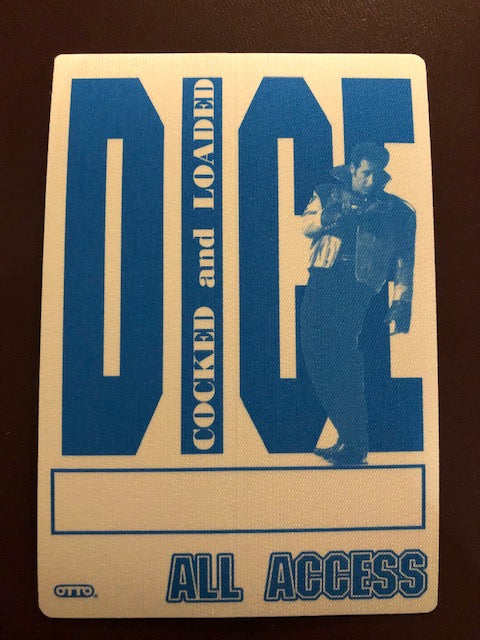 DICE
COCKED and LOADED
ALL ACCESS
OTTO